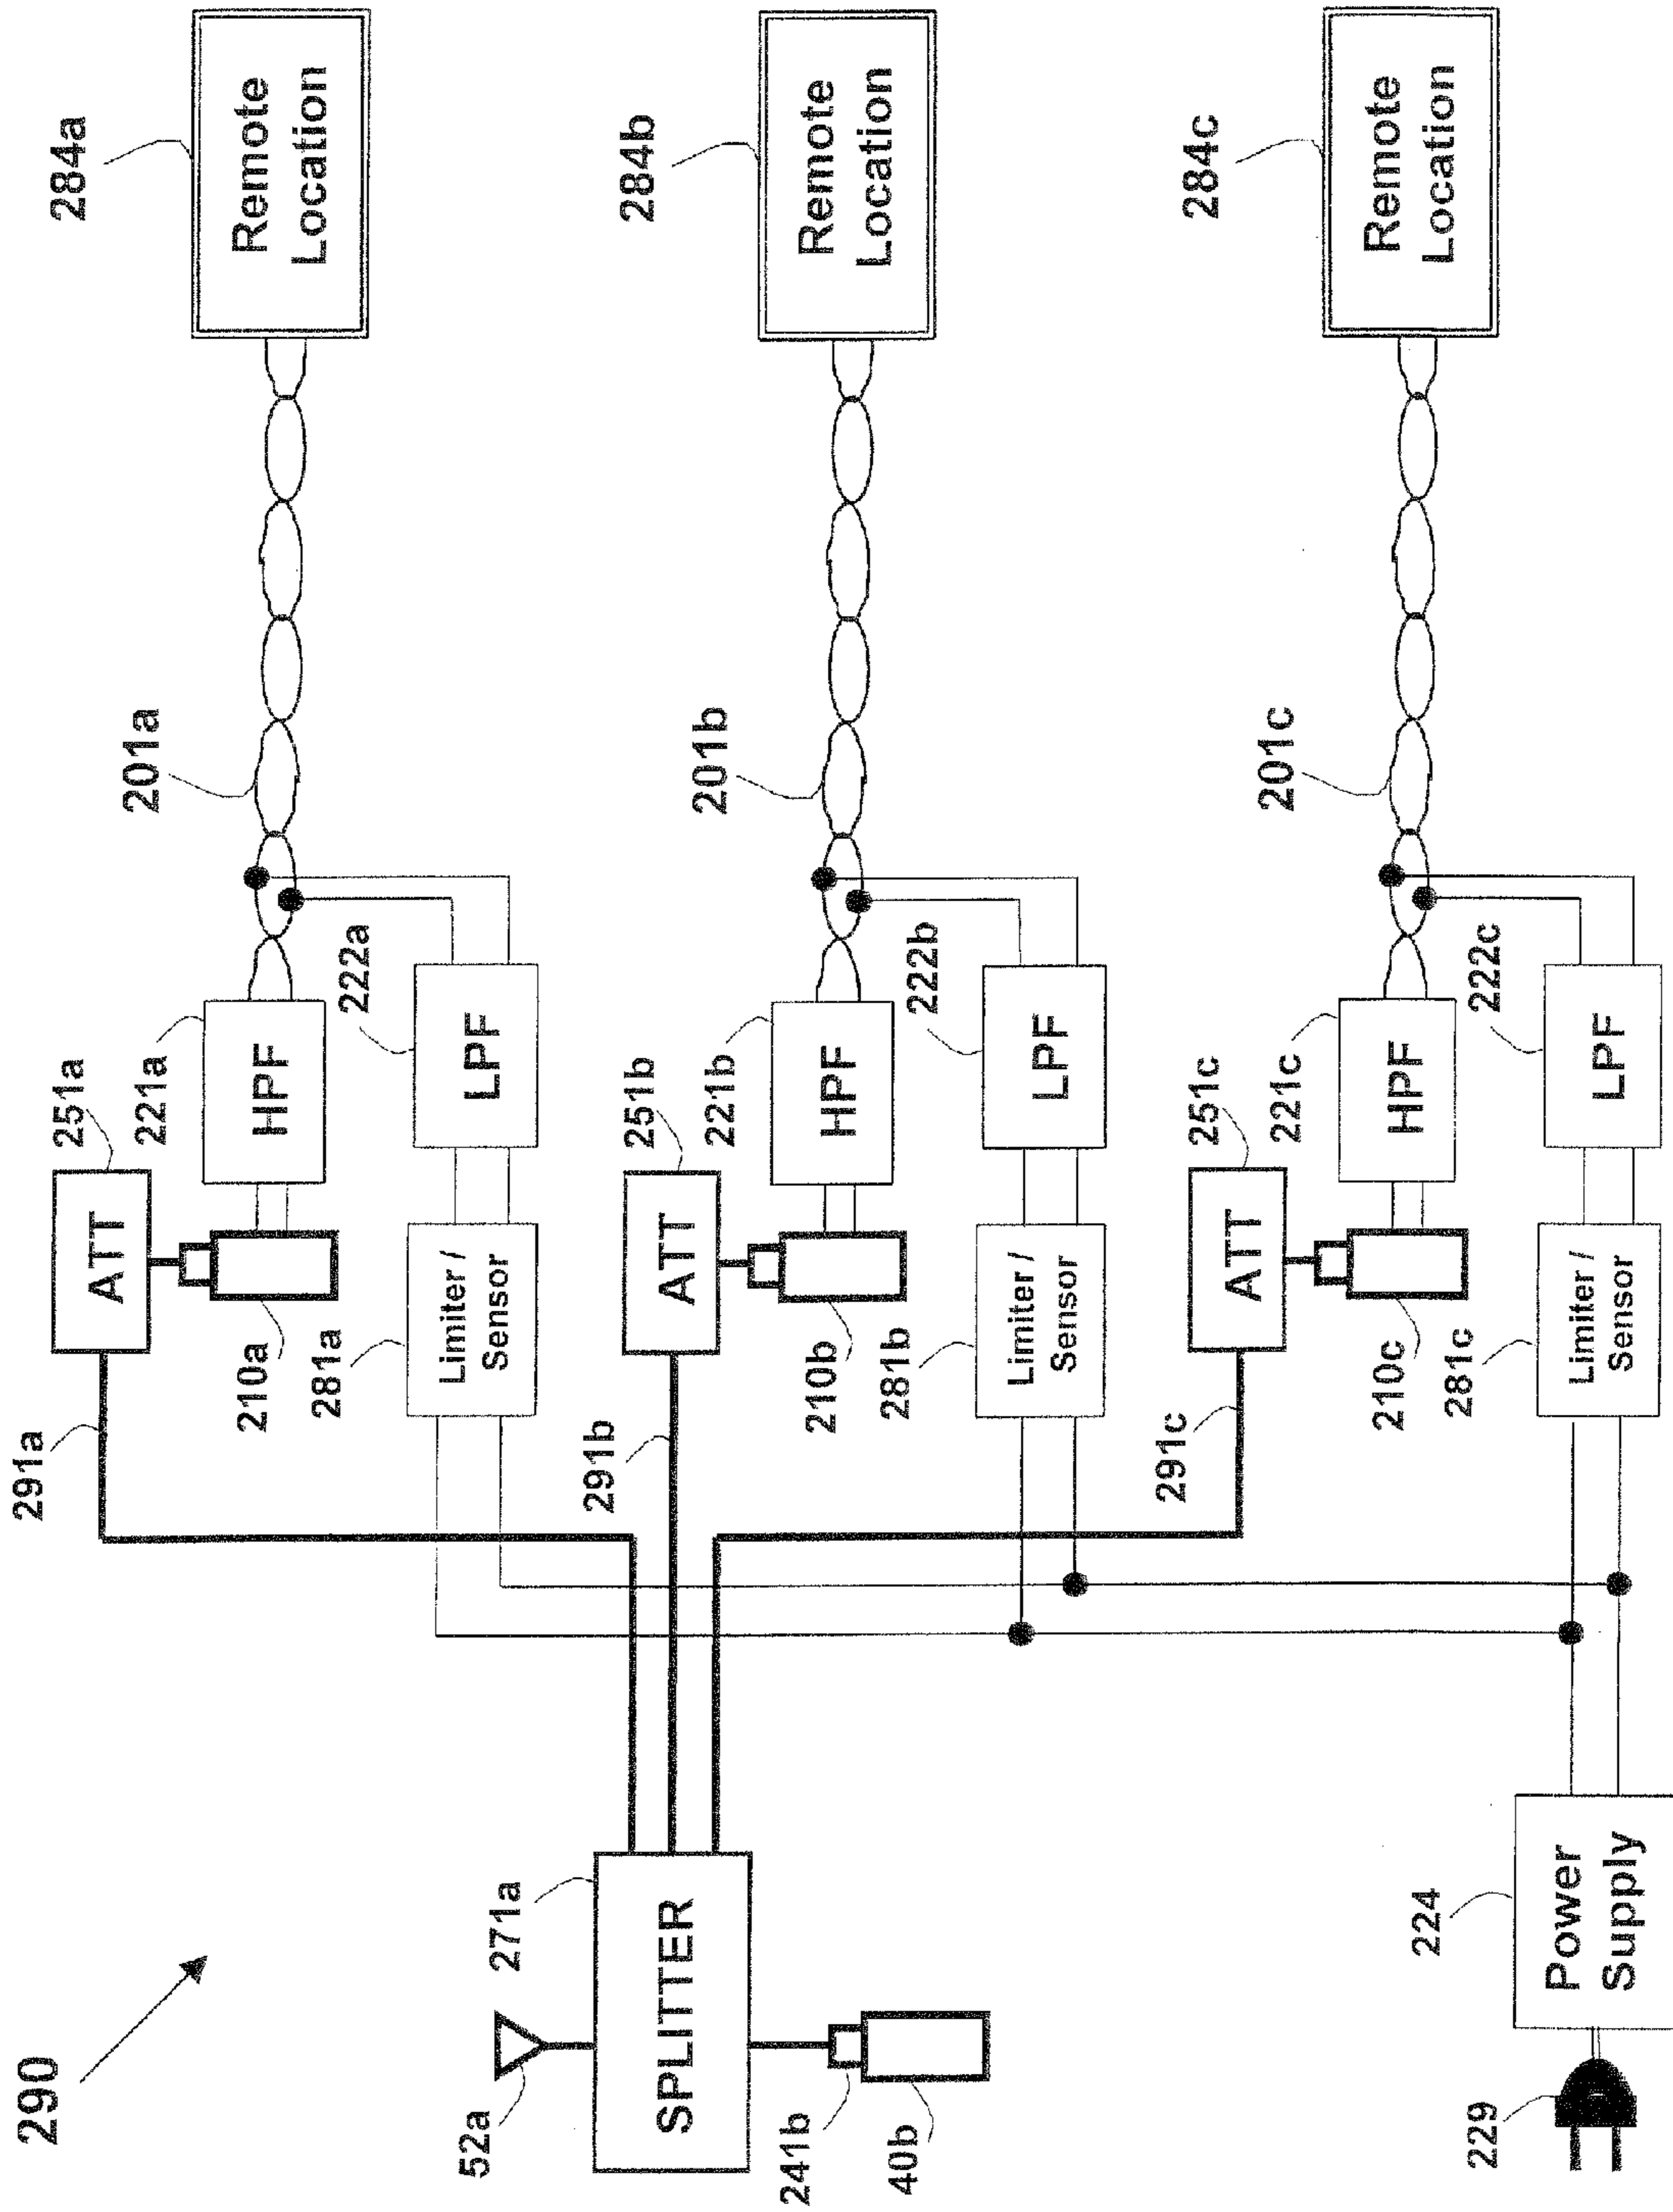 290
52a
271a
SPLITTER
241b
40b
291a
251a
ATT
210a
221a
HPF
201a
284a
Remote
Location
281a
Limiter /
Sensor
222a
LPF
291b
251b
ATT
210b
221b
HPF
201b
284b
Remote
Location
281b
Limiter /
Sensor
222b
LPF
291c
251c
ATT
210c
221c
HPF
201c
284c
Remote
Location
281c
Limiter /
Sensor
222c
LPF
229
224
Power
Supply